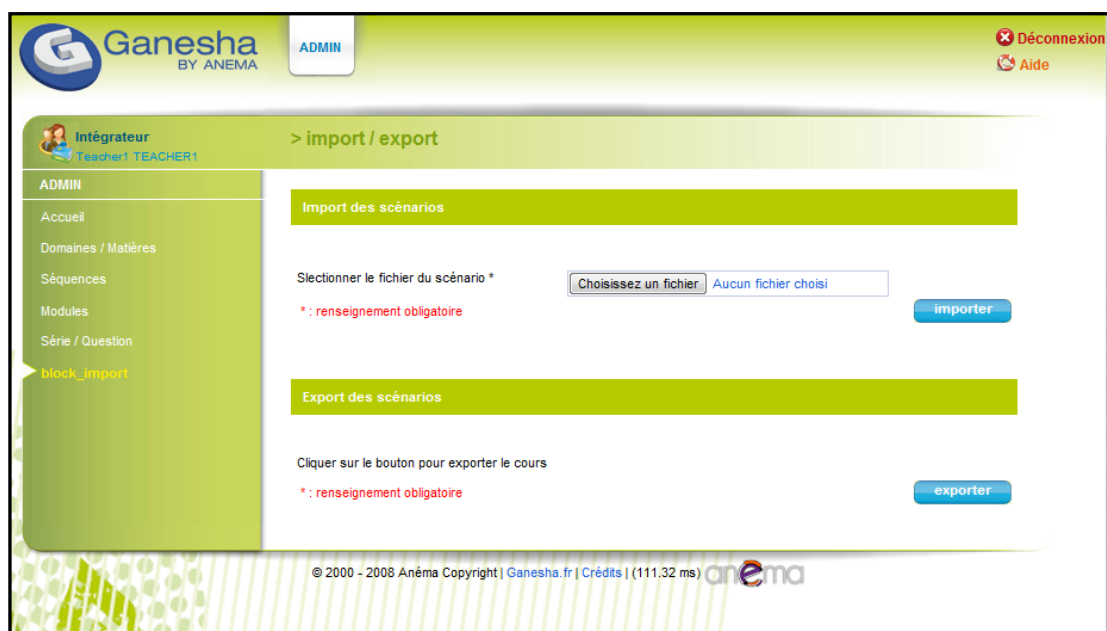 Ganesha
BY ANEMA
ADMIN
Déconnexion
Aide
Intégrateur
Teacher1 TEACHER1
> import / export
ADMIN
Accueil
Domaines / Matières
Séquences
Modules
Série / Question
block_import
Import des scénarios
Slectionner le fichier du scénario *
Choisissez un fichier Aucun fichier choisi
* : renseignement obligatoire
importer
Export des scénarios
Cliquer sur le bouton pour exporter le cours
* : renseignement obligatoire
exporter
© 2000 - 2008 Anéma Copyright | Ganesha.fr | Crédits | (111.32 ms) anema